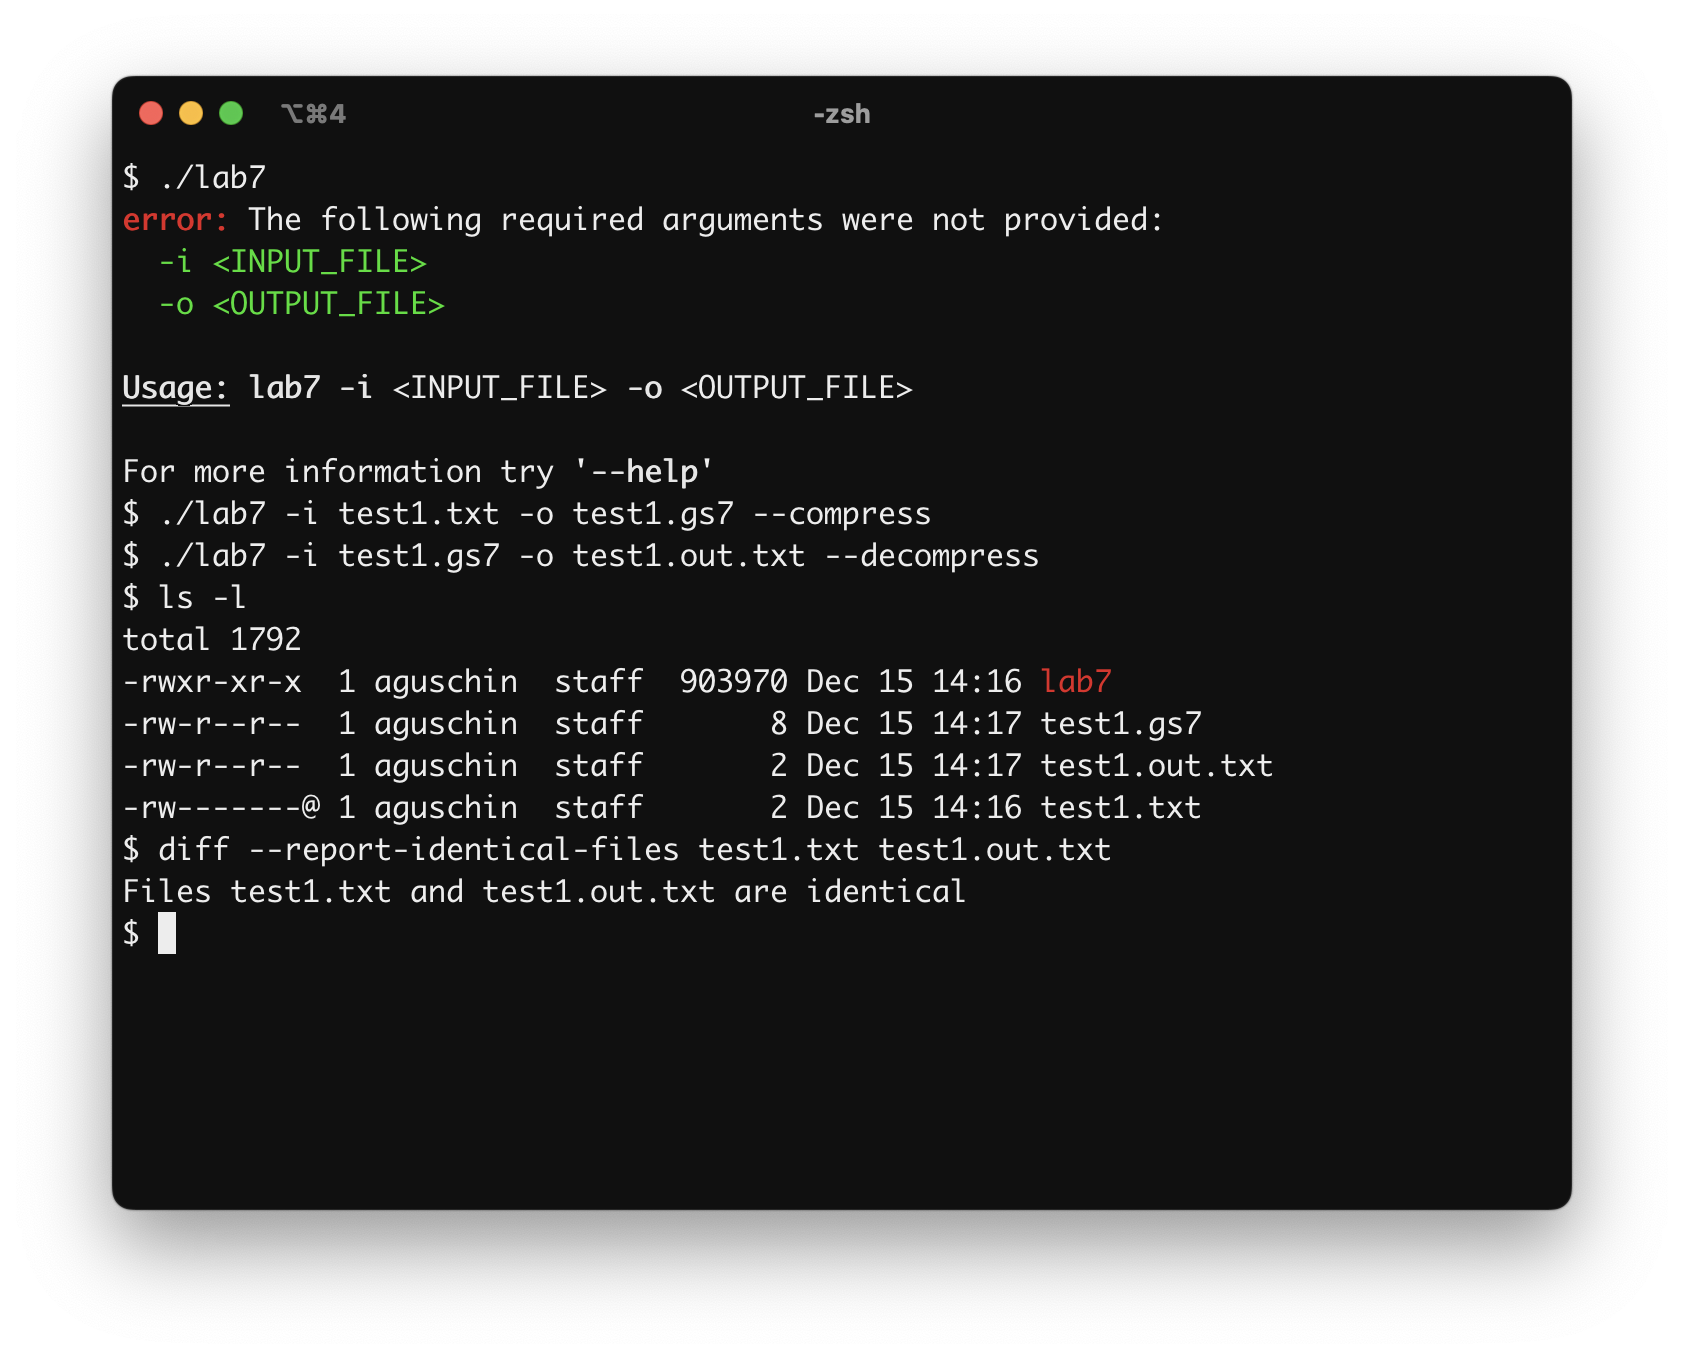 ⌥⌘4
-zsh
$ ./lab7
error: The following required arguments were not provided:
  -i <INPUT_FILE>
  -o <OUTPUT_FILE>

Usage: lab7 -i <INPUT_FILE> -o <OUTPUT_FILE>

For more information try '--help'
$ ./lab7 -i test1.txt -o test1.gs7 --compress
$ ./lab7 -i test1.gs7 -o test1.out.txt --decompress
$ ls -l
total 1792
-rwxr-xr-x  1 aguschin  staff  903970 Dec 15 14:16 lab7
-rw-r--r--  1 aguschin  staff       8 Dec 15 14:17 test1.gs7
-rw-r--r--  1 aguschin  staff       2 Dec 15 14:17 test1.out.txt
-rw-------@ 1 aguschin  staff       2 Dec 15 14:16 test1.txt
$ diff --report-identical-files test1.txt test1.out.txt
Files test1.txt and test1.out.txt are identical
$